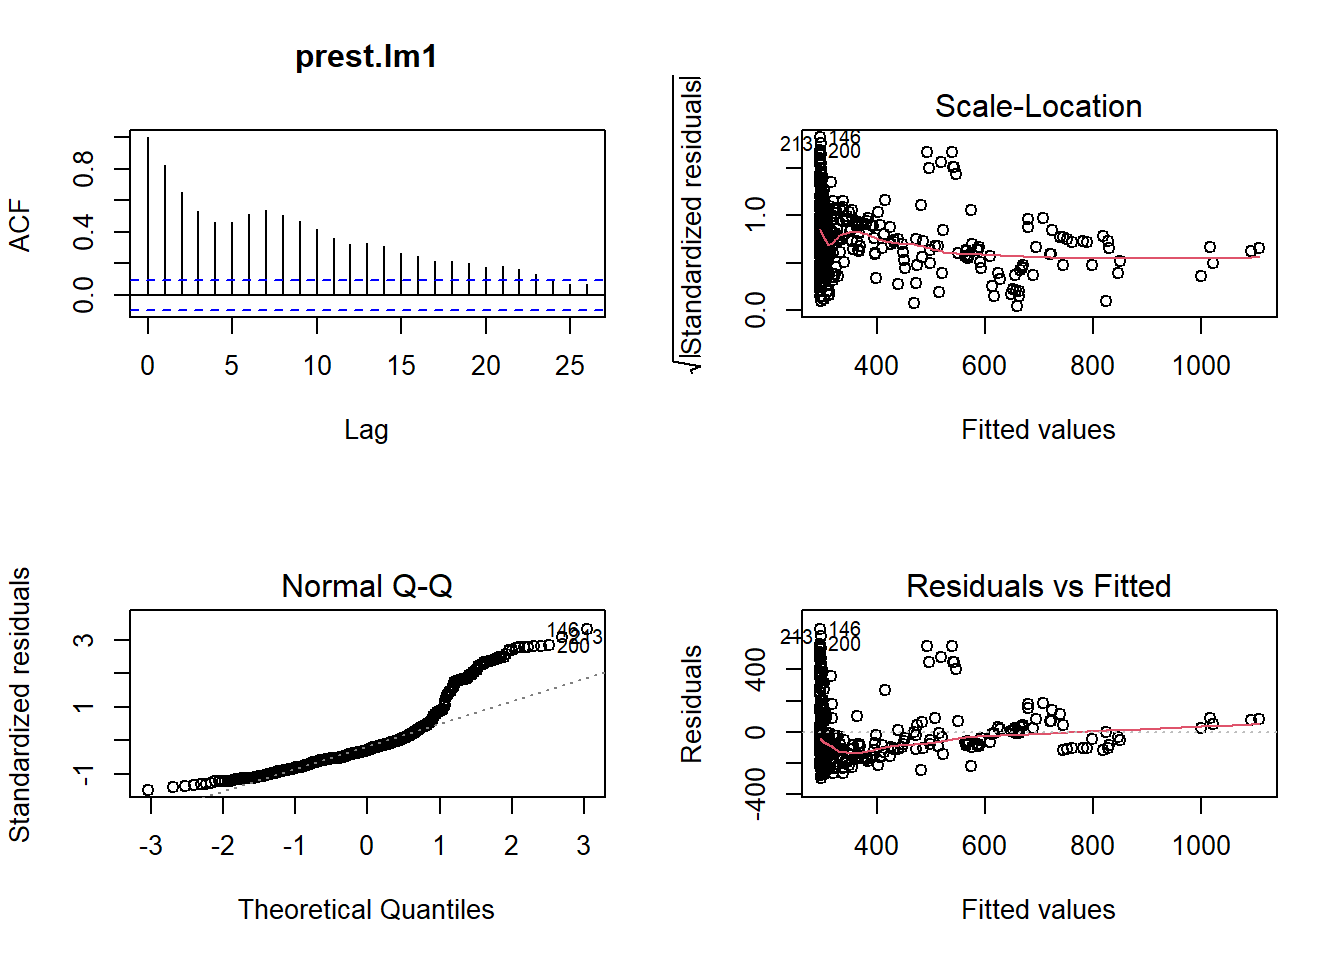 prest.lm1
ACF
0.0 0.4 0.8
0 5 10 15 20 25
Lag
Scale-Location
√|Standardized residuals|
0.0 1.0
213 146
200
400 600 800 1000
Fitted values
Normal Q-Q
Standardized residuals
-1 1 3
146
213
200
-3 -2 -1 0 1 2 3
Theoretical Quantiles
Residuals vs Fitted
Residuals
-400 0 400
213 146
200
400 600 800 1000
Fitted values